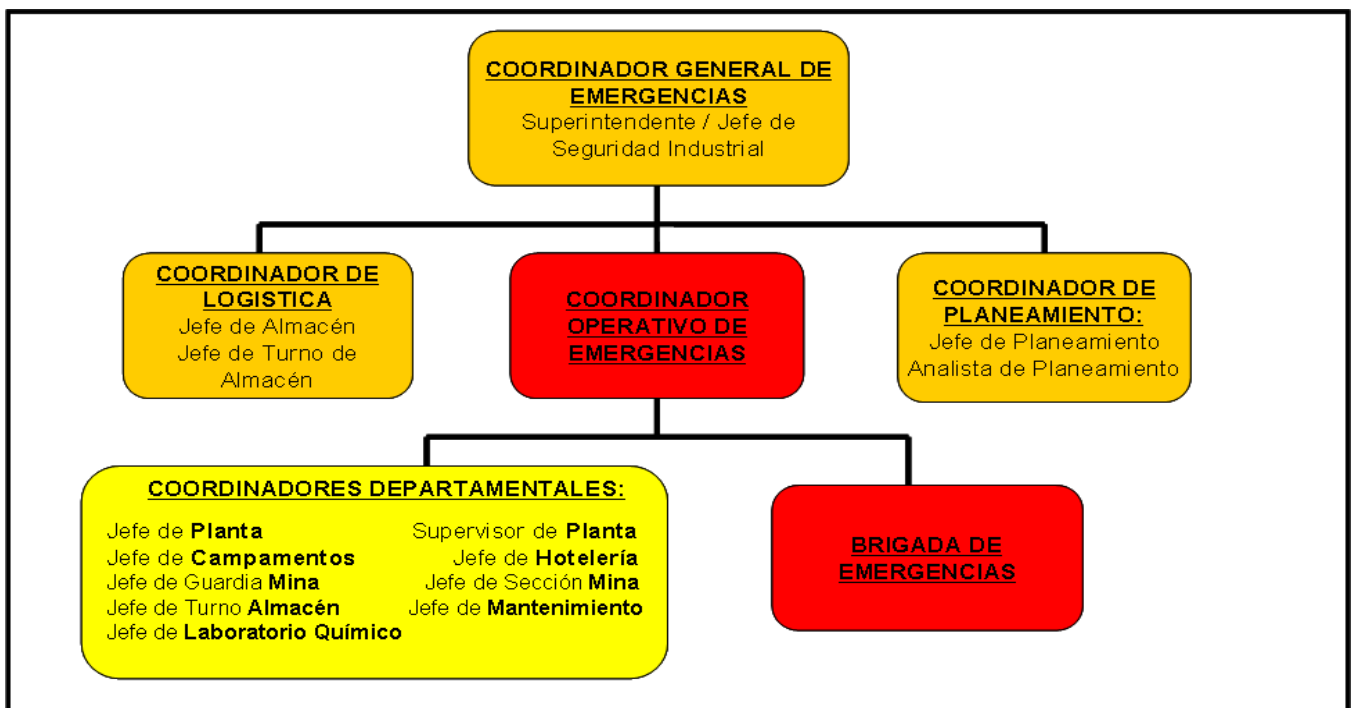 COORDINADOR GENERAL DE
EMERGENCIAS
Superintendente / Jefe de
Seguridad Industrial
COORDINADOR DE
LOGISTICA
Jefe de Almacén
Jefe de Turno de
Almacén
COORDINADOR
OPERATIVO DE
EMERGENCIAS
COORDINADOR DE
PLANEAMIENTO:
Jefe de Planeamiento
Analista de Planeamiento
COORDINADORES DEPARTAMENTALES:
Jefe de Planta Supervisor de Planta
Jefe de Campamentos Jefe de Hotelería
Jefe de Guardia Mina Jefe de Sección Mina
Jefe de Turno Almacén Jefe de Mantenimiento
Jefe de Laboratorio Químico
BRIGADA DE
EMERGENCIAS